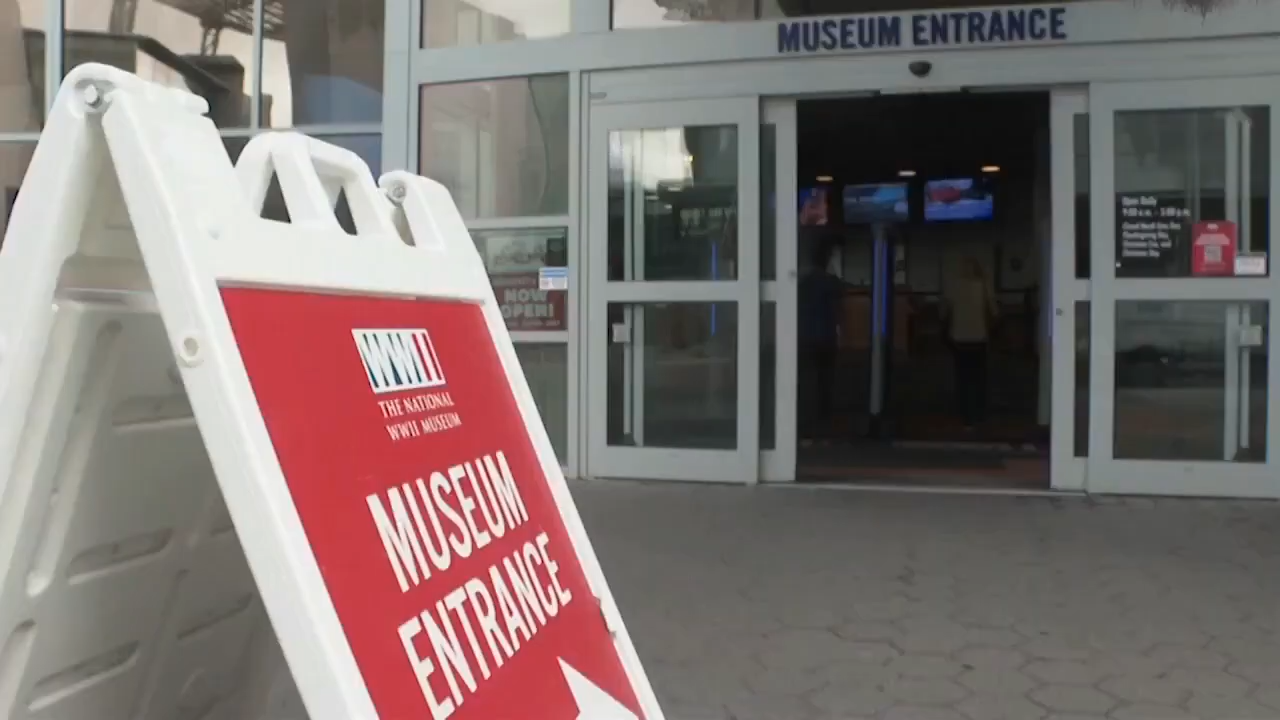 MUSEUM ENTRANCE
WWII
THE NATIONAL
WWII MUSEUM
MUSEUM
ENTRANCE
NOW
OPEN!
Open Daily